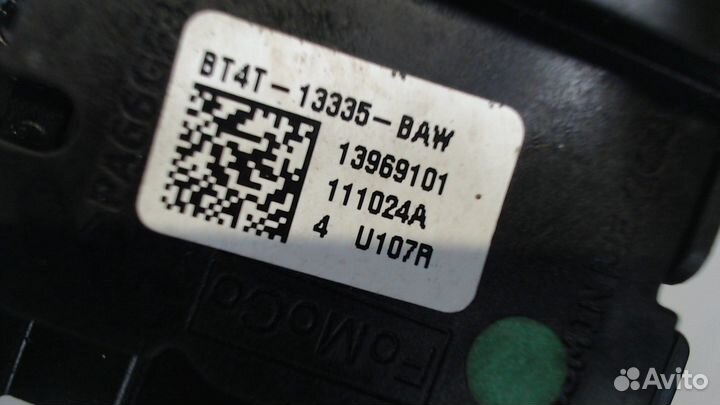 BT4T-13335-BAW
13969101
111024A
4 U107R
FoMoCo
Avito